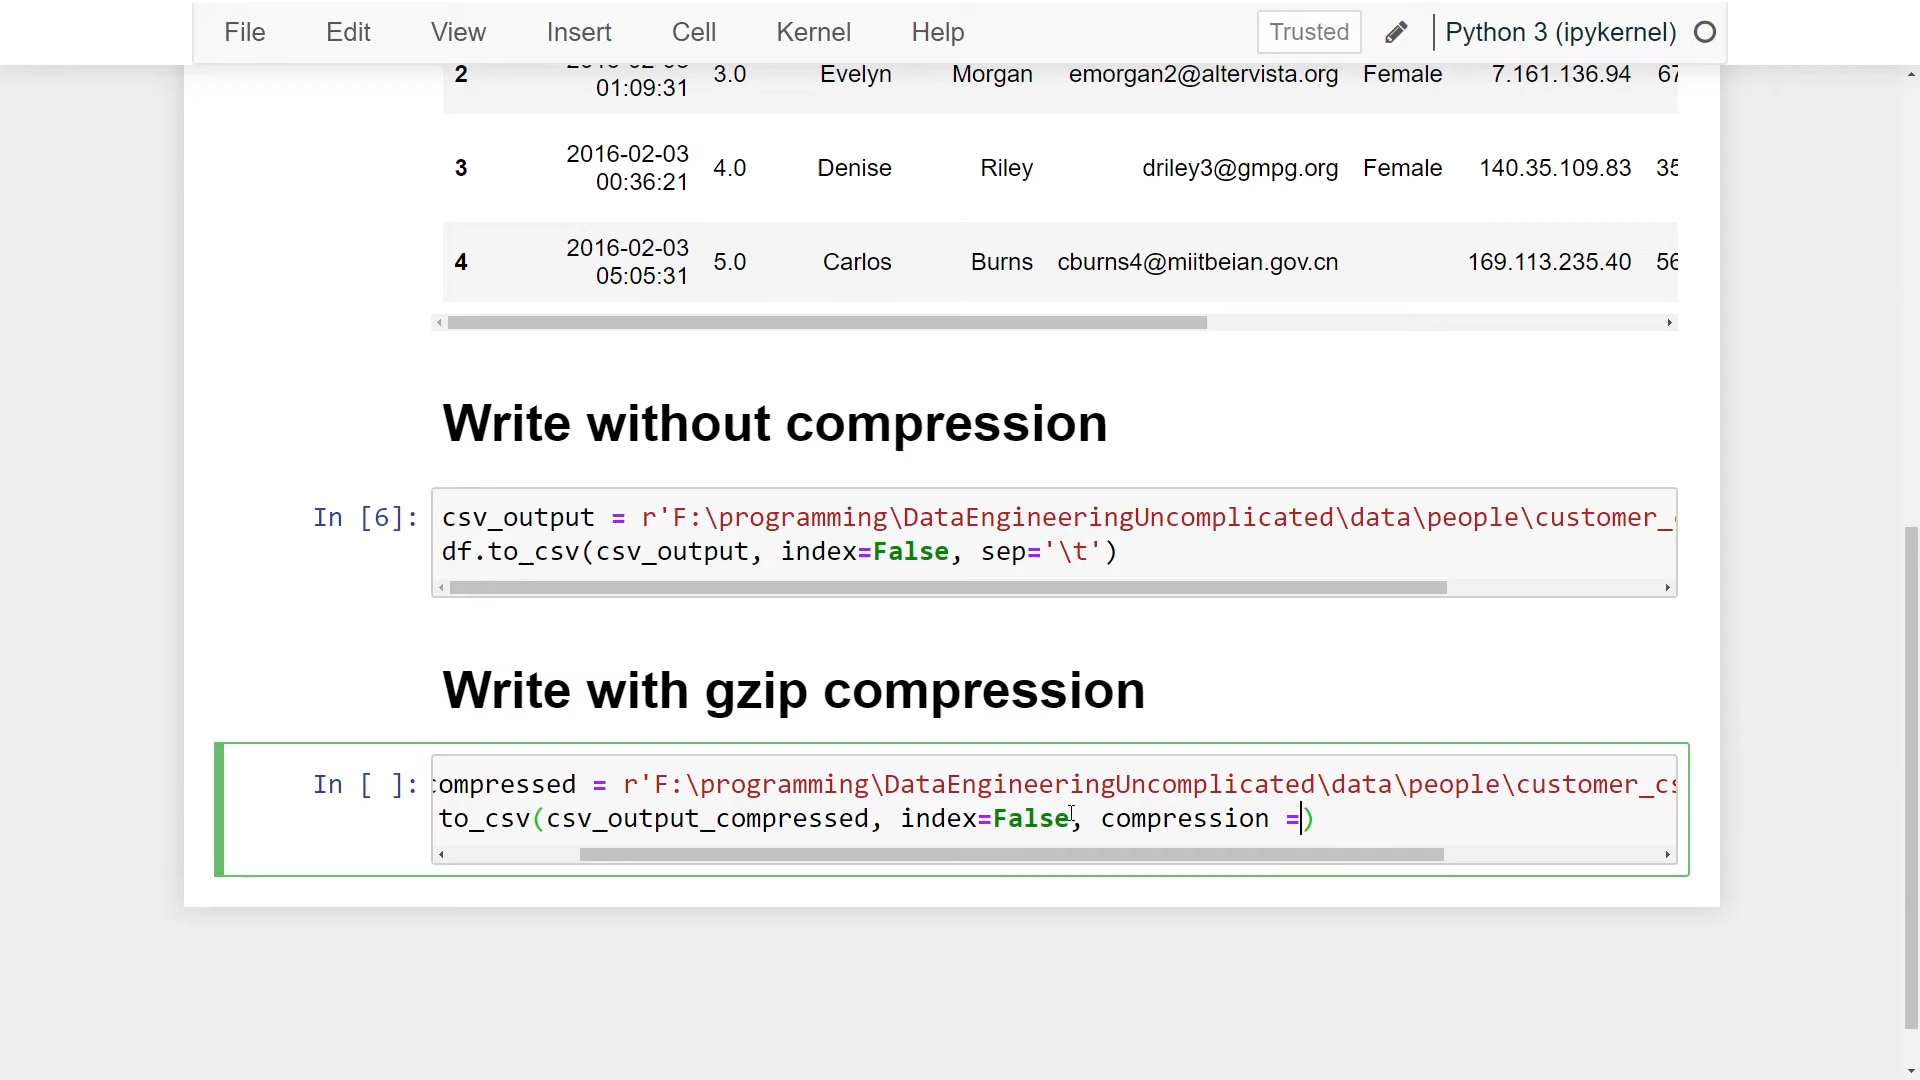 File Edit View Insert Cell Kernel Help Trusted Python 3 (ipykernel)
2 01:09:31 3.0 Evelyn Morgan emorgan2@altervista.org Female 7.161.136.94 67
3 2016-02-03 00:36:21 4.0 Denise Riley driley3@gmpg.org Female 140.35.109.83 35
4 2016-02-03 05:05:31 5.0 Carlos Burns cburns4@miitbeian.gov.cn 169.113.235.40 56
Write without compression
In [6]: csv_output = r'F:\programming\DataEngineeringUncomplicated\data\people\customer_
df.to_csv(csv_output, index=False, sep='\t')
Write with gzip compression
In [ ]: compressed = r'F:\programming\DataEngineeringUncomplicated\data\people\customer_cs
to_csv(csv_output_compressed, index=False, compression =)